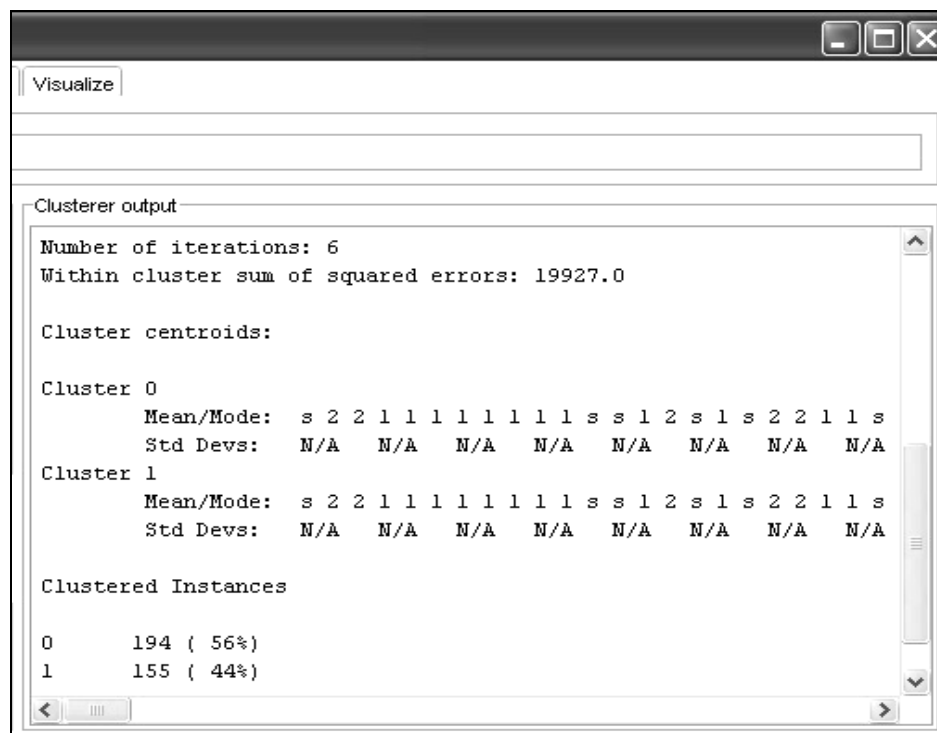 Visualize
Clusterer output
Number of iterations: 6
Within cluster sum of squared errors: 19927.0
Cluster centroids:
Cluster 0
Mean/Mode: s 2 2 1 1 1 1 1 1 1 1 s s 1 2 s 1 s 2 2 1 1 s
Std Devs: N/A N/A N/A N/A N/A N/A N/A N/A
Cluster 1
Mean/Mode: s 2 2 1 1 1 1 1 1 1 1 s s 1 2 s 1 s 2 2 1 1 s
Std Devs: N/A N/A N/A N/A N/A N/A N/A N/A
Clustered Instances
0 194 ( 56%)
1 155 ( 44%)